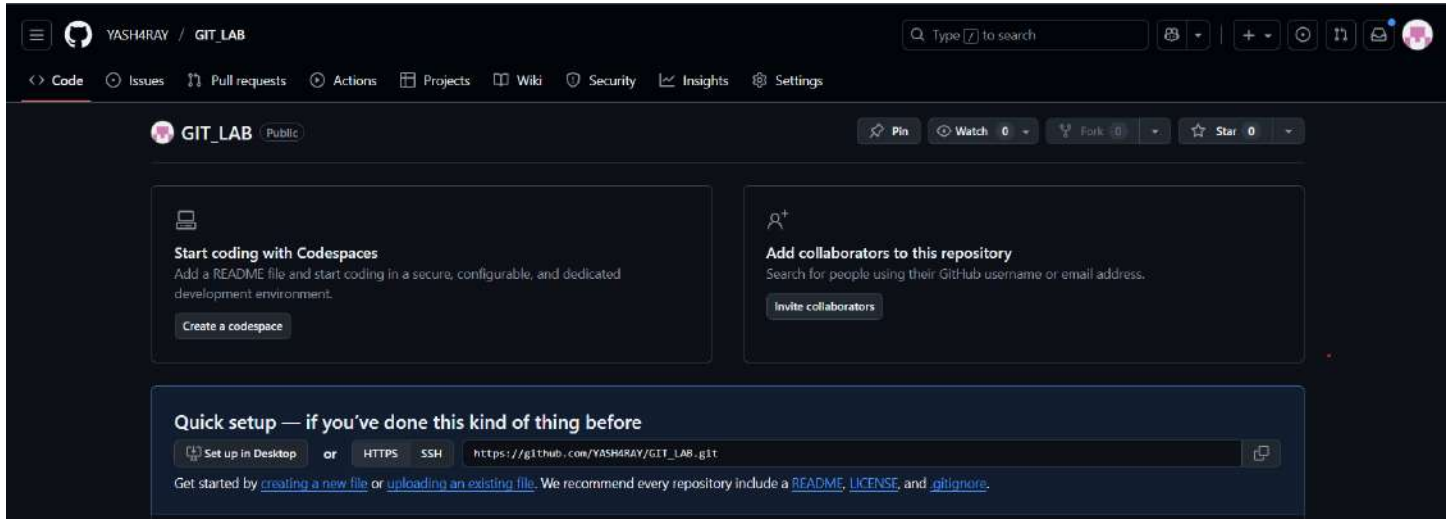 YASH4RAY / GIT_LAB
Type / to search
Code Issues Pull requests Actions Projects Wiki Security Insights Settings
GIT_LAB Public
Pin Watch 0 Fork 0 Star 0
Start coding with Codespaces
Add a README file and start coding in a secure, configurable, and dedicated
development environment.
Create a codespace
Add collaborators to this repository
Search for people using their GitHub username or email address.
Invite collaborators
Quick setup — if you've done this kind of thing before
Set up in Desktop or HTTPS SSH https://github.com/YASH4RAY/GIT_LAB.git
Get started by creating a new file or uploading an existing file. We recommend every repository include a README, LICENSE, and .gitignore.